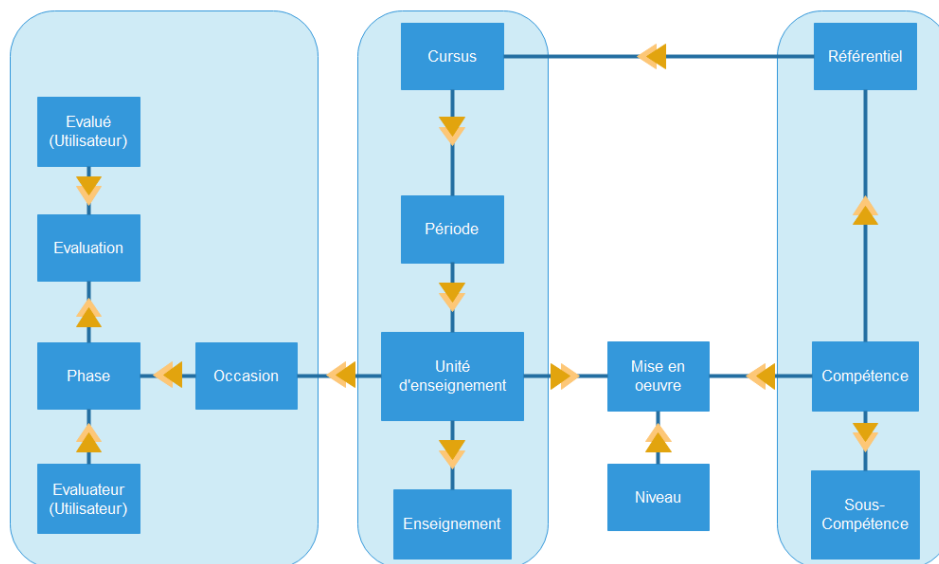 Cursus
Référentiel
Evalué
(Utilisateur)
Période
Evaluation
Phase
Occasion
Unité
d'enseignement
Mise en
oeuvre
Compétence
Evaluateur
(Utilisateur)
Enseignement
Niveau
Sous-
Compétence